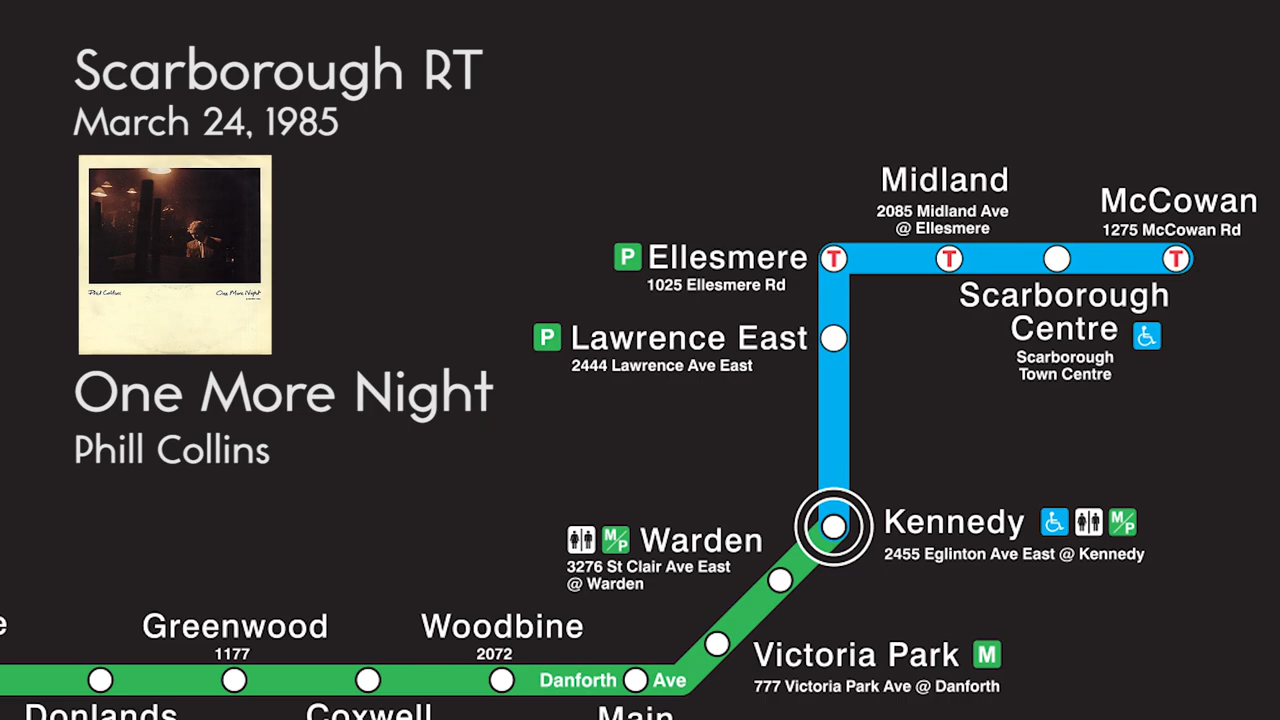 Scarborough RT
March 24, 1985
Phil Collins
One More Night
One More Night
Phill Collins
Midland
2085 Midland Ave
@ Ellesmere
McCowan
1275 McCowan Rd
P Ellesmere T T T
1025 Ellesmere Rd
Scarborough
Centre
Scarborough
Town Centre
P Lawrence East
2444 Lawrence Ave East
Kennedy M/P
2455 Eglinton Ave East @ Kennedy
M/P Warden
3276 St Clair Ave East
@ Warden
Victoria Park M
777 Victoria Park Ave @ Danforth
e
Greenwood
1177
Woodbine
2072
Danforth Ave
Donlands
Coxwell
Main